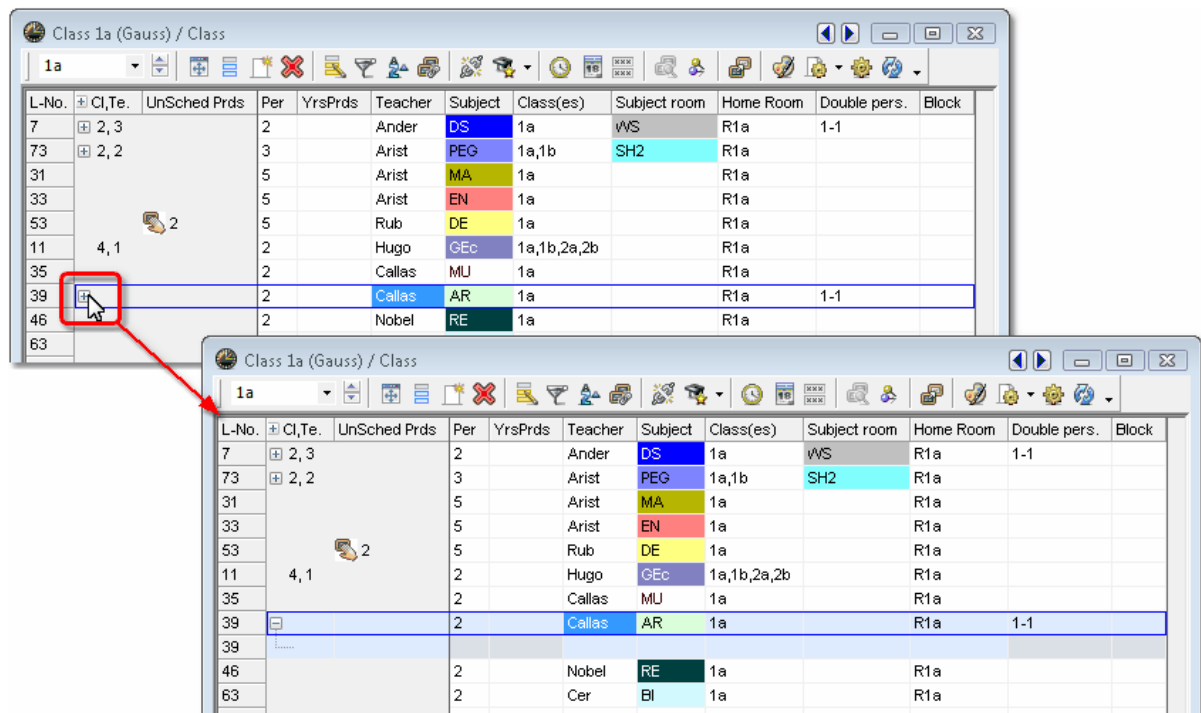 Class 1a (Gauss) / Class
1a
L-No. Cl,Te. UnSched Prds Per YrsPrds Teacher Subject Class(es) Subject room Home Room Double pers. Block
7 2, 3 2 Ander DS 1a WS R1a 1-1
73 2, 2 3 Arist PEG 1a,1b SH2 R1a
31 5 Arist MA 1a R1a
33 5 Arist EN 1a R1a
53 2 5 Rub DE 1a R1a
11 4, 1 2 Hugo GEc 1a,1b,2a,2b R1a
35 2 Callas MU 1a R1a
39 2 Callas AR 1a R1a 1-1
46 2 Nobel RE 1a R1a
63
Class 1a (Gauss) / Class
1a
L-No. Cl,Te. UnSched Prds Per YrsPrds Teacher Subject Class(es) Subject room Home Room Double pers. Block
7 2, 3 2 Ander DS 1a WS R1a 1-1
73 2, 2 3 Arist PEG 1a,1b SH2 R1a
31 5 Arist MA 1a R1a
33 5 Arist EN 1a R1a
53 2 5 Rub DE 1a R1a
11 4, 1 2 Hugo GEc 1a,1b,2a,2b R1a
35 2 Callas MU 1a R1a
39 2 Callas AR 1a R1a 1-1
39
46 2 Nobel RE 1a R1a
63 2 Cer BI 1a R1a